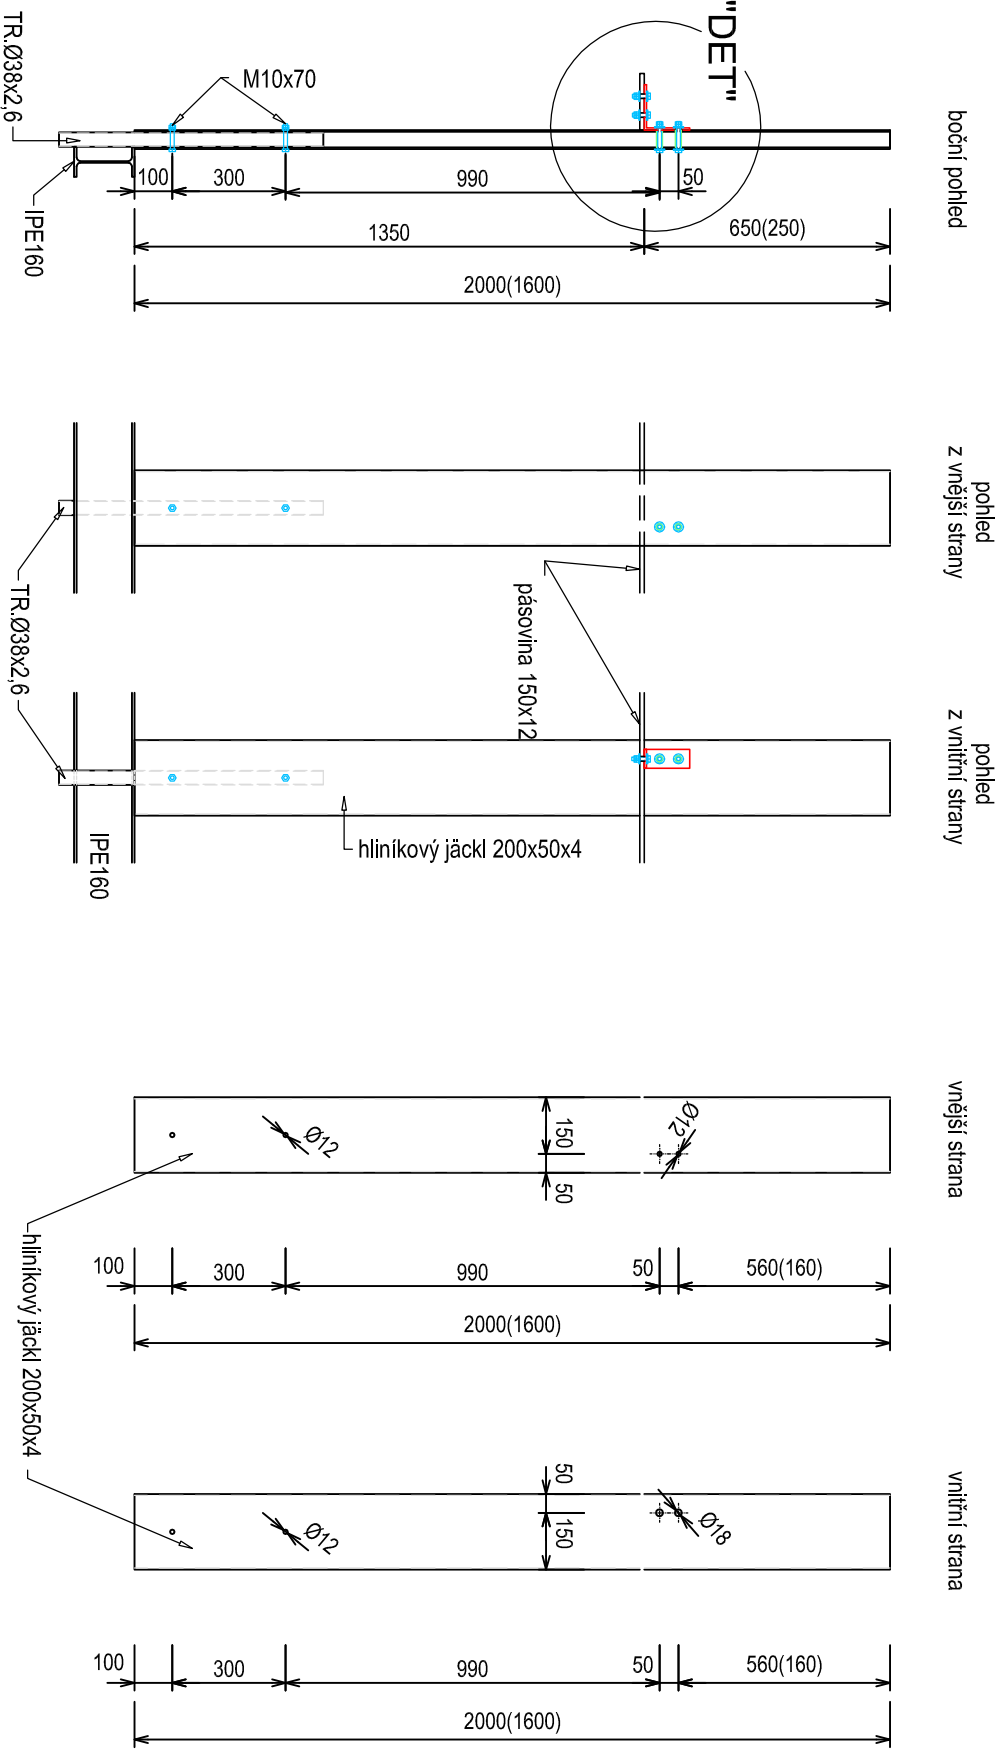 "DET"
boční pohled
M10x70
TR.Ø38x2,6
IPE160
100
300
990
50
1350
650(250)
2000(1600)
pohled
z vnější strany
TR.Ø38x2,6
pásovina 150x12
pohled
z vnitřní strany
IPE160
hliníkový jäckl 200x50x4
vnější strana
Ø12
150
50
Ø12
100
300
990
50
560(160)
2000(1600)
hliníkový jäckl 200x50x4
vnitřní strana
Ø12
50
150
Ø18
100
300
990
50
560(160)
2000(1600)